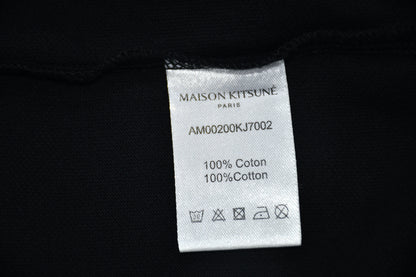 MAISON KITSUNÉ
PARIS
AM00200KJ7002
100% Coton
100%Cotton